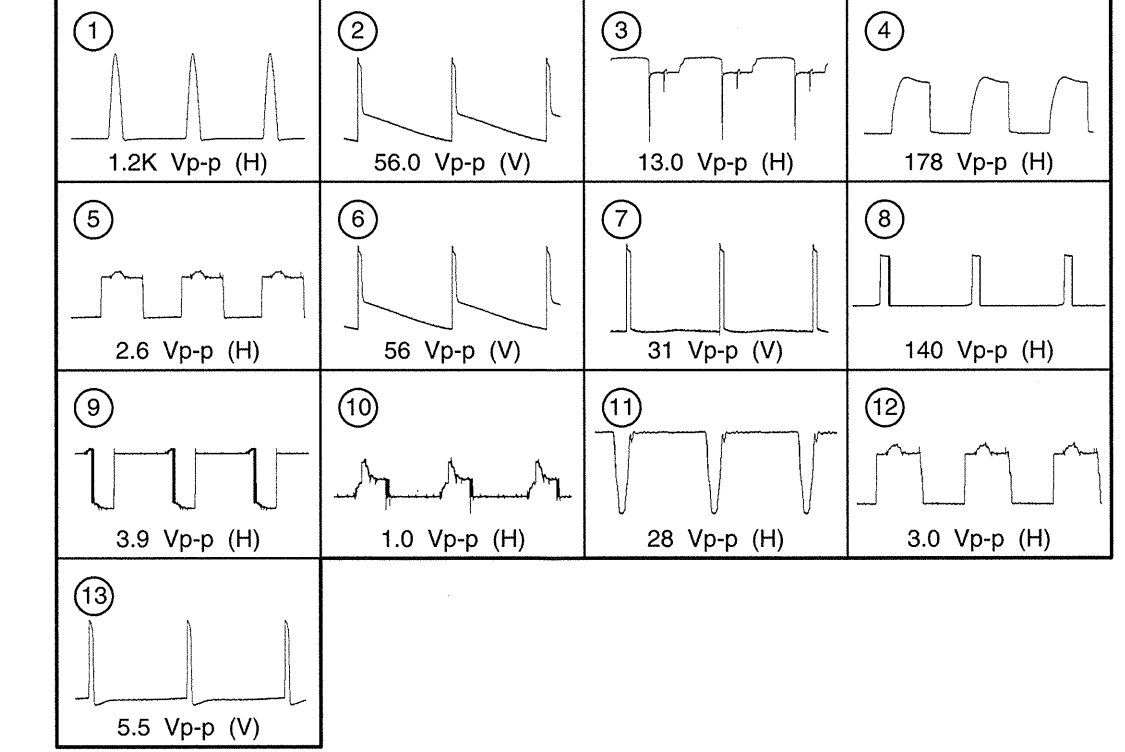 1
1.2K Vp-p (H)
2
56.0 Vp-p (V)
3
13.0 Vp-p (H)
4
178 Vp-p (H)
5
2.6 Vp-p (H)
6
56 Vp-p (V)
7
31 Vp-p (V)
8
140 Vp-p (H)
9
3.9 Vp-p (H)
10
1.0 Vp-p (H)
11
28 Vp-p (H)
12
3.0 Vp-p (H)
13
5.5 Vp-p (V)